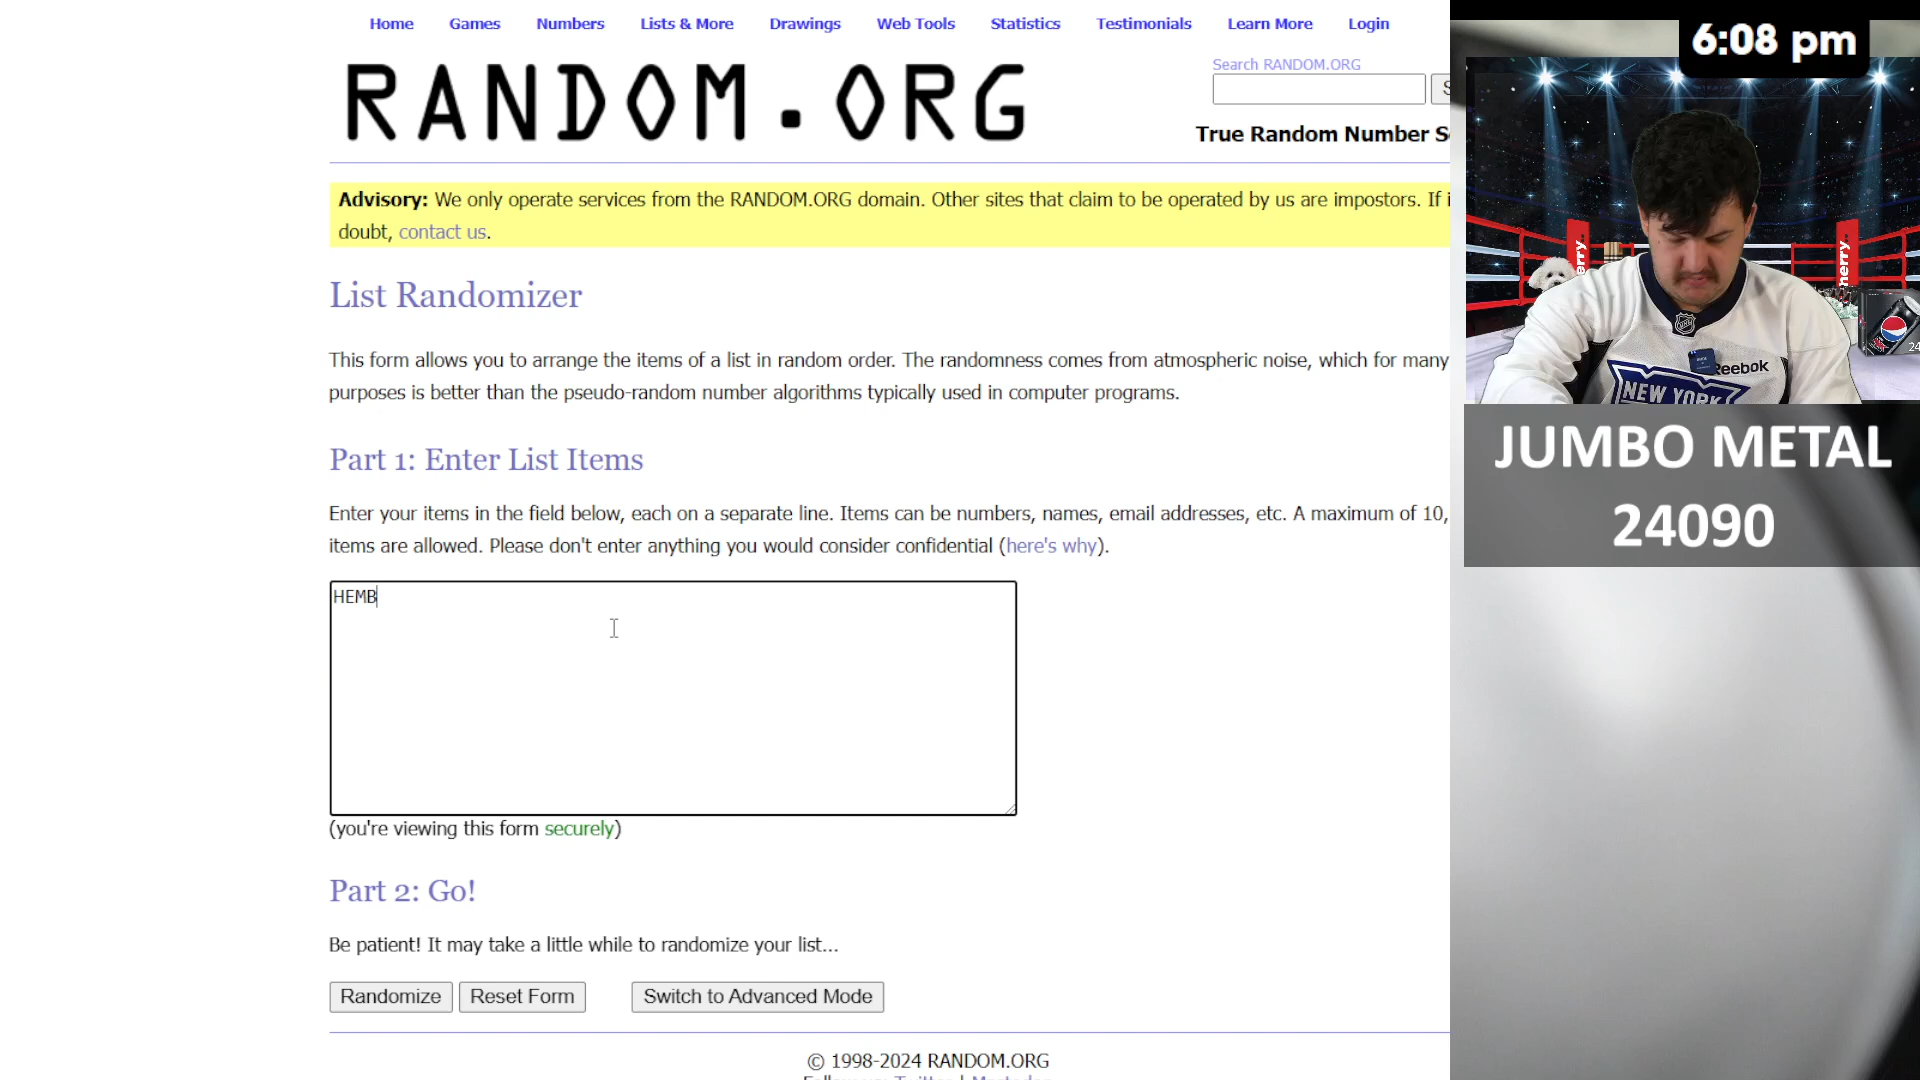 Home Games Numbers Lists & More Drawings Web Tools Statistics Testimonials Learn More Login
6:08 pm
Search RANDOM.ORG
RANDOM.ORG
S
True Random Number S
Advisory: We only operate services from the RANDOM.ORG domain. Other sites that claim to be operated by us are impostors. If i
doubt, contact us.
herry.
herry.
List Randomizer
This form allows you to arrange the items of a list in random order. The randomness comes from atmospheric noise, which for many
purposes is better than the pseudo-random number algorithms typically used in computer programs.
Reebok
NEW YORK
24
JUMBO METAL
24090
Part 1: Enter List Items
Enter your items in the field below, each on a separate line. Items can be numbers, names, email addresses, etc. A maximum of 10,
items are allowed. Please don't enter anything you would consider confidential (here's why).
HEMB
(you're viewing this form securely)
Part 2: Go!
Be patient! It may take a little while to randomize your list...
Randomize Reset Form Switch to Advanced Mode
© 1998-2024 RANDOM.ORG
Follow us: Twitter | Mastodon